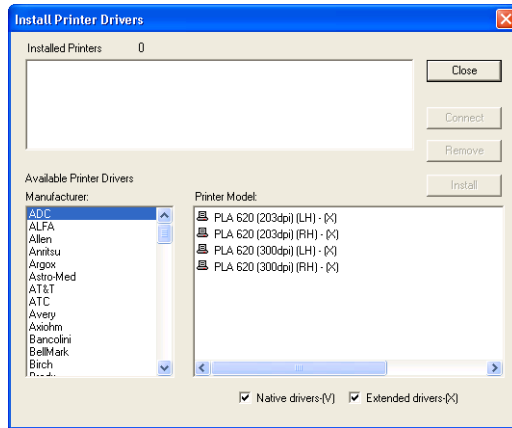 Install Printer Drivers
Installed Printers 0
Close
Connect
Remove
Install
Available Printer Drivers
Manufacturer:
ADC
ALFA
Allen
Anritsu
Argox
Astro-Med
AT&T
ATC
Avery
Axiohm
Bancolini
BellMark
Birch
Brady
Printer Model:
PLA 620 (203dpi) (LH) - (X)
PLA 620 (203dpi) (RH) - (X)
PLA 620 (300dpi) (LH) - (X)
PLA 620 (300dpi) (RH) - (X)
Native drivers-(V)
Extended drivers-(X)